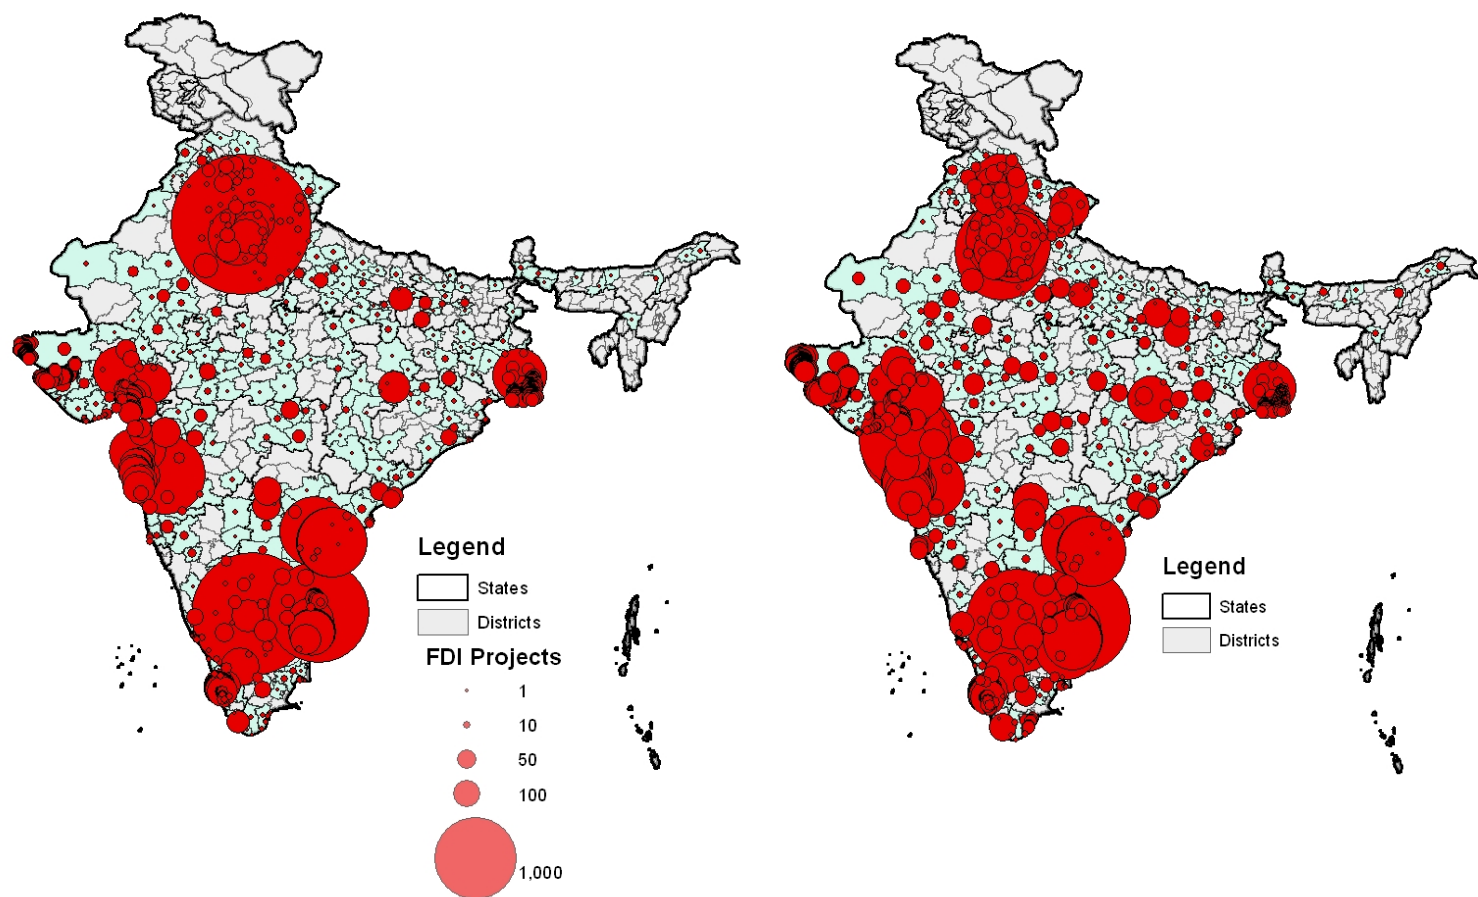 Legend
States
Districts
FDI Projects
1
10
50
100
1,000
Legend
States
Districts